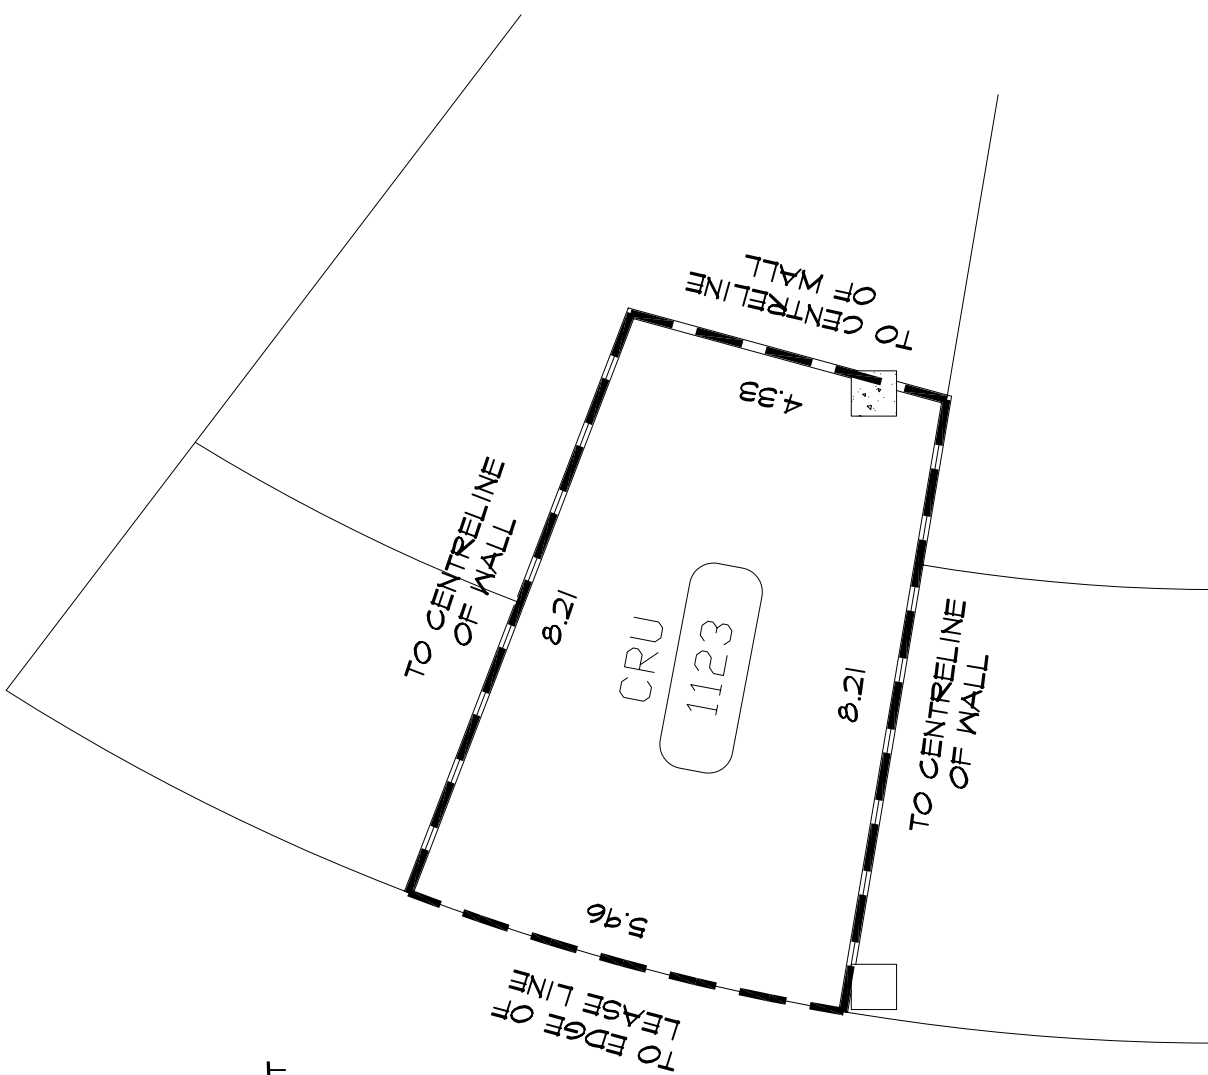 TO CENTRELINE
OF WALL
4.33
TO CENTRELINE
OF WALL
8.21
CRU
1123
8.21
TO CENTRELINE
OF WALL
5.96
TO EDGE OF
LEASE LINE
T